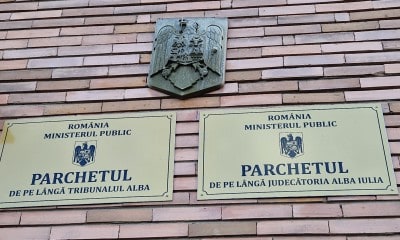 ROMÂNIA
MINISTERUL PUBLIC
PARCHETUL
DE PE LÂNGĂ TRIBUNALUL ALBA
ROMÂNIA
MINISTERUL PUBLIC
PARCHETUL
DE PE LÂNGĂ JUDECĂTORIA ALBA IULIA